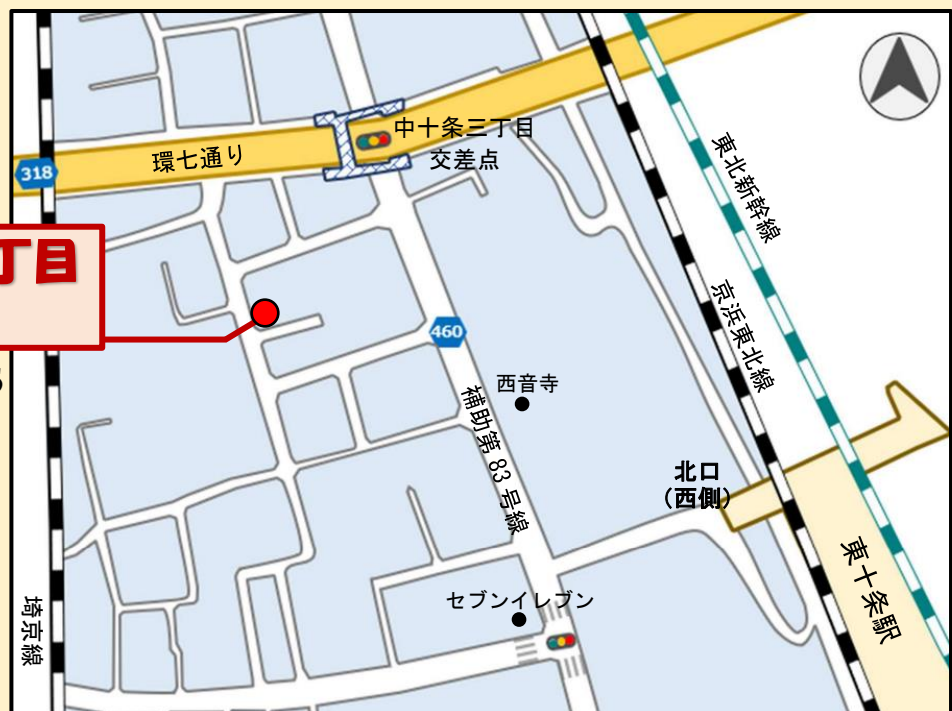 中十条三丁目
交差点
環七通り
318
東北新幹線
丁目
京浜東北線
460
西音寺
補助第83号線
北口
(西側)
東十条駅
セブンイレブン
埼京線